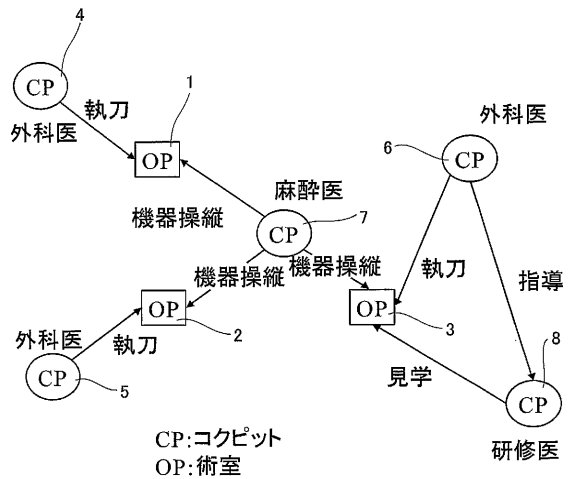 4
CP
執刀
外科医
1
OP
外科医
6
CP
麻酔医
7
CP
機器操縦
機器操縦
機器操縦
執刀
指導
OP
2
OP
3
外科医
執刀
CP
5
見学
8
CP
研修医
CP:コクピット
OP:術室